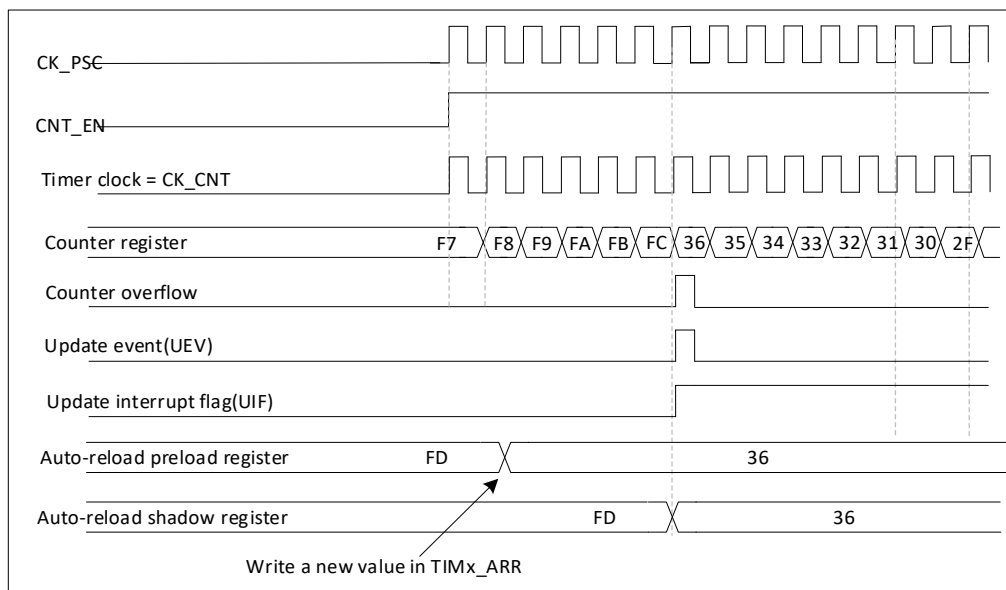 CK_PSC
CNT_EN
Timer clock = CK_CNT
Counter register F7 F8 F9 FA FB FC 36 35 34 33 32 31 30 2F
Counter overflow
Update event(UEV)
Update interrupt flag(UIF)
Auto-reload preload register FD 36
Auto-reload shadow register FD 36
Write a new value in TIMx_ARR